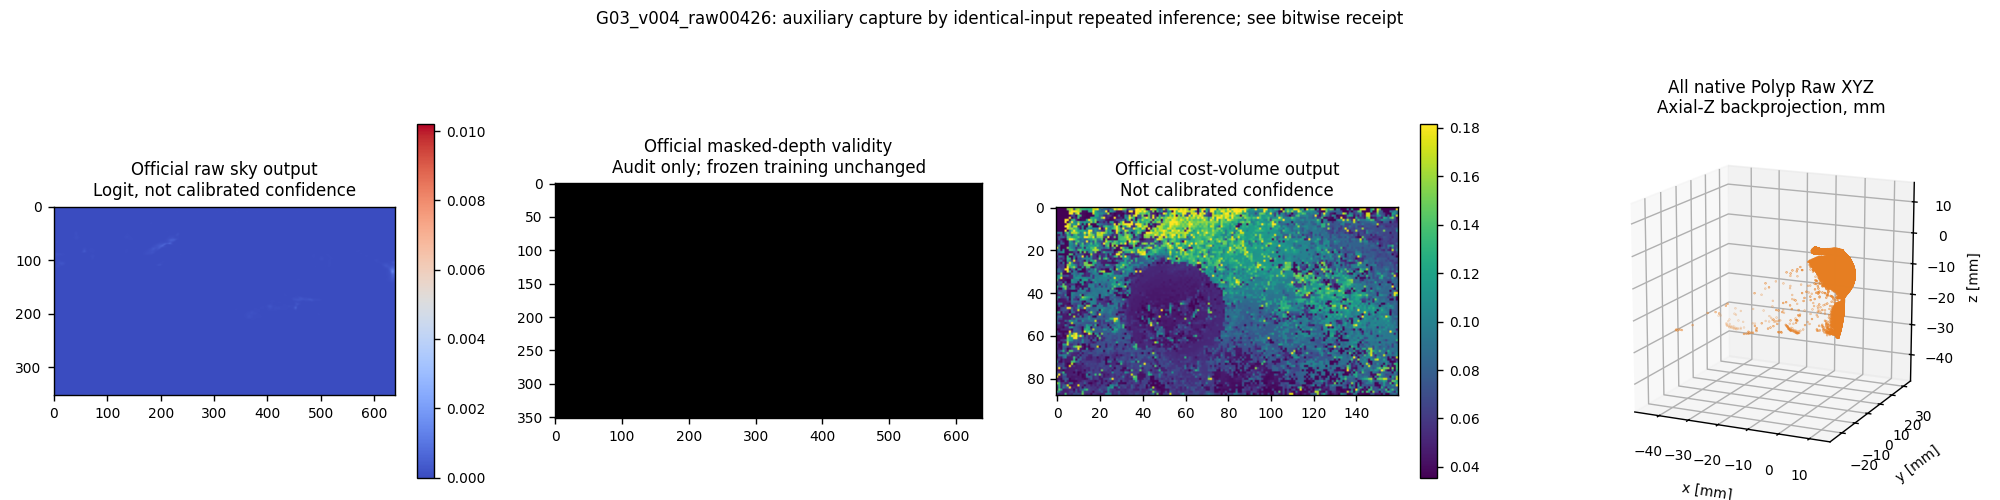 G03_v004_raw00426: auxiliary capture by identical-input repeated inference; see bitwise receipt
Official raw sky output
Logit, not calibrated confidence
0
100
200
300
0 100 200 300 400 500 600
0.010
0.008
0.006
0.004
0.002
0.000
Official masked-depth validity
Audit only; frozen training unchanged
0
50
100
150
200
250
300
350
0 100 200 300 400 500 600
Official cost-volume output
Not calibrated confidence
0
20
40
60
80
0 20 40 60 80 100 120 140
0.18
0.16
0.14
0.12
0.10
0.08
0.06
0.04
All native Polyp Raw XYZ
Axial-Z backprojection, mm
10
0
−10
−20
−30
−40
z [mm]
−40 −30 −20 −10 0 10
x [mm]
−20 −10 0 10 20 30
y [mm]